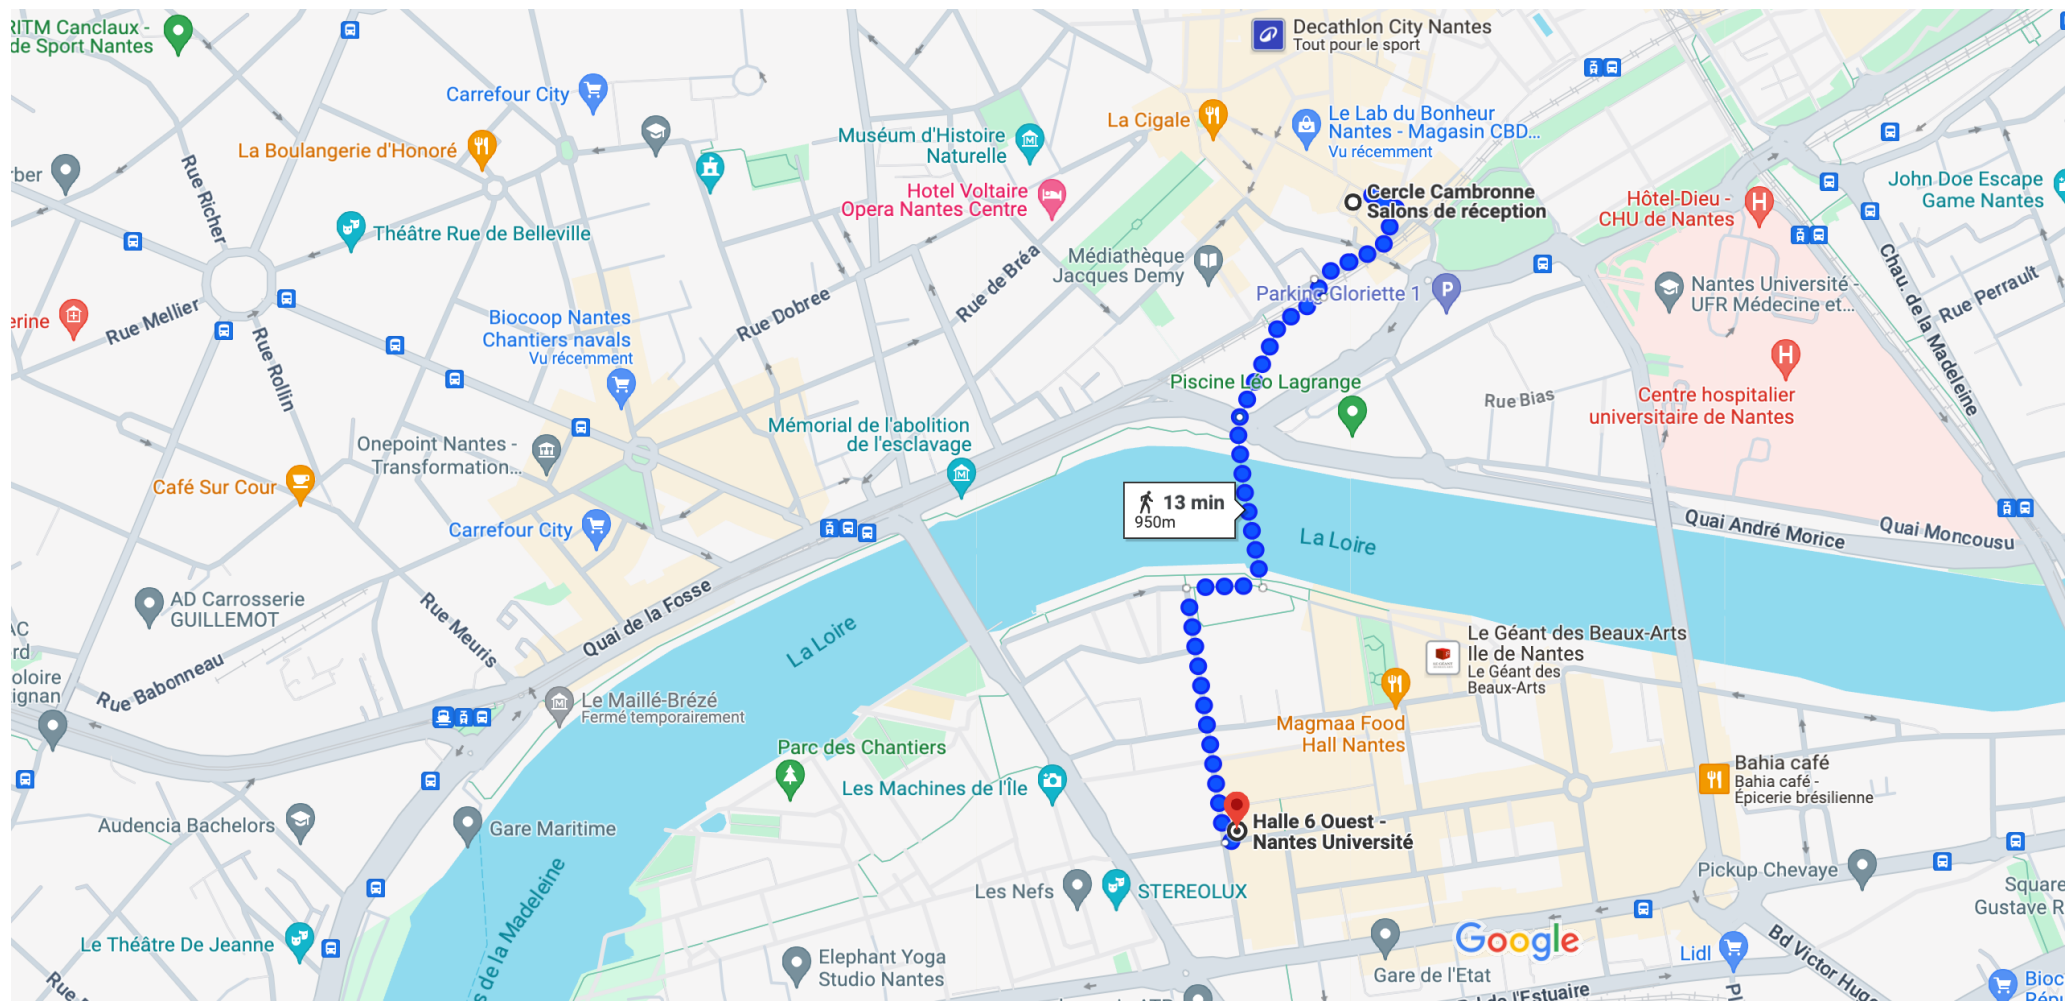 RITM Canclaux -
de Sport Nantes
Carrefour City
La Boulangerie d'Honoré
Théâtre Rue de Belleville
Rue Richer
Rue Mellier
Rue Rollin
Biocoop Nantes
Chantiers navals
Vu récemment
Onepoint Nantes -
Transformation...
Café Sur Cour
Carrefour City
AD Carrosserie
GUILLEMOT
Rue Meuris
Rue Babonneau
Quai de la Fosse
Le Maillé-Brézé
Fermé temporairement
Audencia Bachelors
Gare Maritime
Le Théâtre De Jeanne
s de la Madeleine
Decathlon City Nantes
Tout pour le sport
La Cigale
Le Lab du Bonheur
Nantes - Magasin CBD...
Vu récemment
Muséum d'Histoire
Naturelle
Hotel Voltaire
Opera Nantes Centre
Cercle Cambronne
Salons de réception
Médiathèque
Jacques Demy
Rue de Bréa
Rue Dobree
Parking Gloriette 1
Piscine Léo Lagrange
Mémorial de l'abolition
de l'esclavage
13 min
950m
La Loire
La Loire
Hôtel-Dieu -
CHU de Nantes
John Doe Escape
Game Nantes
Nantes Université -
UFR Médecine et...
Chau. de la Madeleine
Rue Perrault
Centre hospitalier
universitaire de Nantes
Rue Bias
Quai André Morice
Quai Moncousu
Le Géant des Beaux-Arts
Ile de Nantes
Le Géant des
Beaux-Arts
Magmaa Food
Hall Nantes
Parc des Chantiers
Les Machines de l'Île
Bahia café
Bahia café -
Épicerie brésilienne
Halle 6 Ouest -
Nantes Université
Les Nefs
STEREOLUX
Pickup Chevaye
Square
Gustave R
Elephant Yoga
Studio Nantes
Google
Gare de l'Etat
Lidl
Bd Victor Hugo
Bioc
l'Estuaire